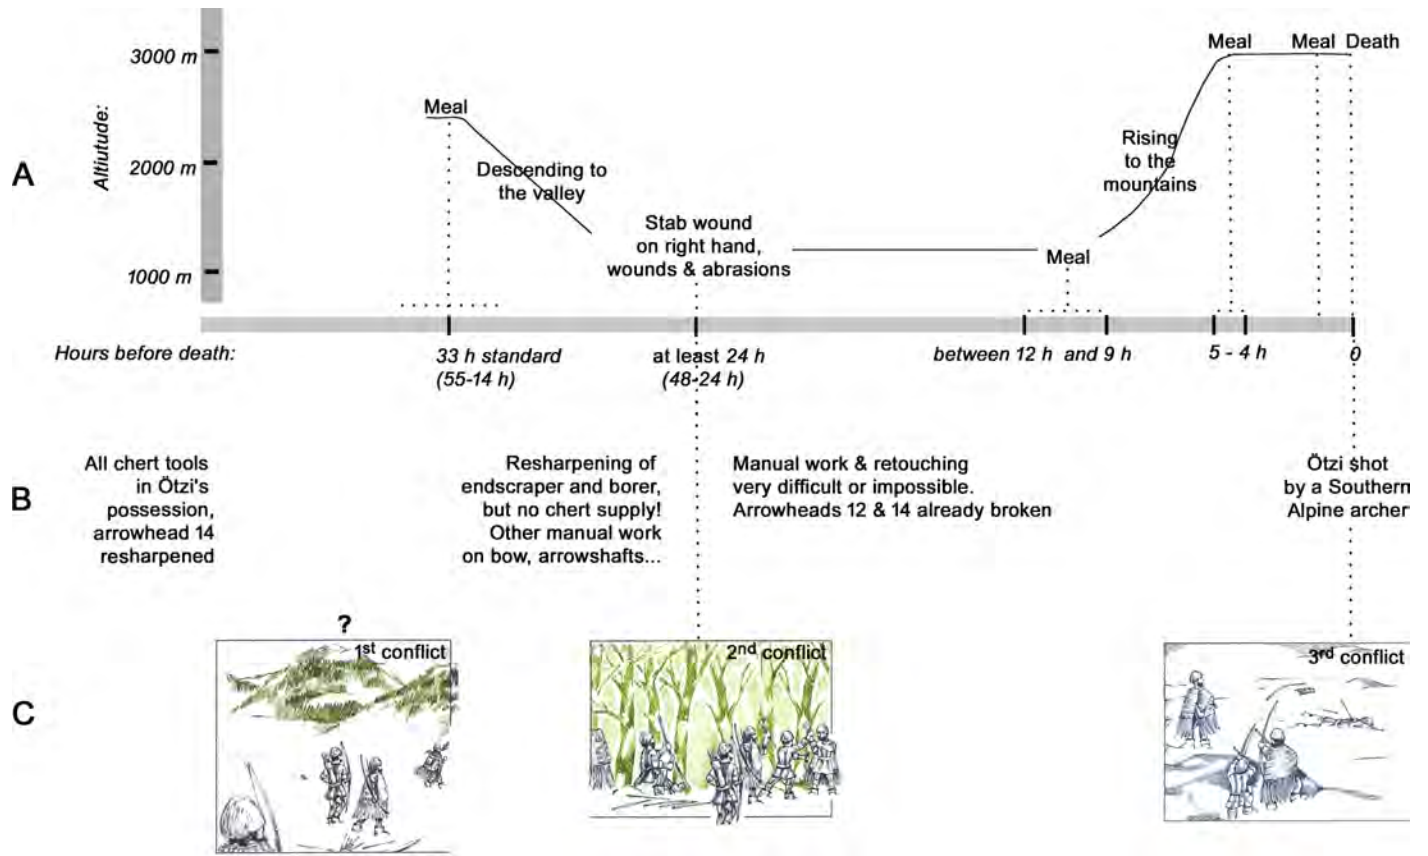 A
Altiutude:
3000 m
2000 m
1000 m
Meal
Descending to
the valley
Stab wound
on right hand,
wounds & abrasions
Meal
Rising
to the
mountains
Meal
Meal
Death
Hours before death:
33 h standard
(55-14 h)
at least 24 h
(48-24 h)
between 12 h and 9 h
5 - 4 h
0
B
All chert tools
in Ötzi's
possession,
arrowhead 14
resharpened
Resharpening of
endscraper and borer,
but no chert supply!
Other manual work
on bow, arrowshafts...
Manual work & retouching
very difficult or impossible.
Arrowheads 12 & 14 already broken
Ötzi shot
by a Southern
Alpine archer
C
?
1st conflict
2nd conflict
3rd conflict